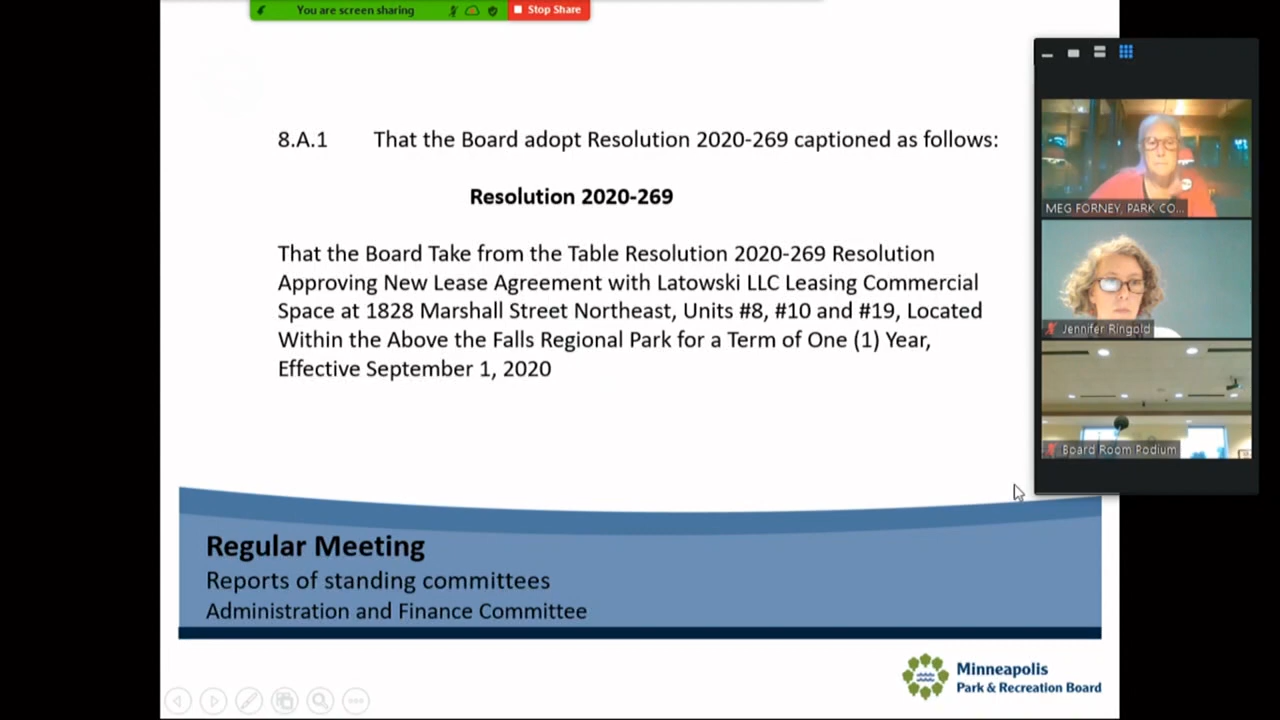 You are screen sharing
Stop Share
8.A.1 That the Board adopt Resolution 2020-269 captioned as follows:
Resolution 2020-269
That the Board Take from the Table Resolution 2020-269 Resolution
Approving New Lease Agreement with Latowski LLC Leasing Commercial
Space at 1828 Marshall Street Northeast, Units #8, #10 and #19, Located
Within the Above the Falls Regional Park for a Term of One (1) Year,
Effective September 1, 2020
MEG FORNEY, PARK CO...
Jennifer Ringold
Board Room Podium
Regular Meeting
Reports of standing committees
Administration and Finance Committee
Minneapolis
Park & Recreation Board